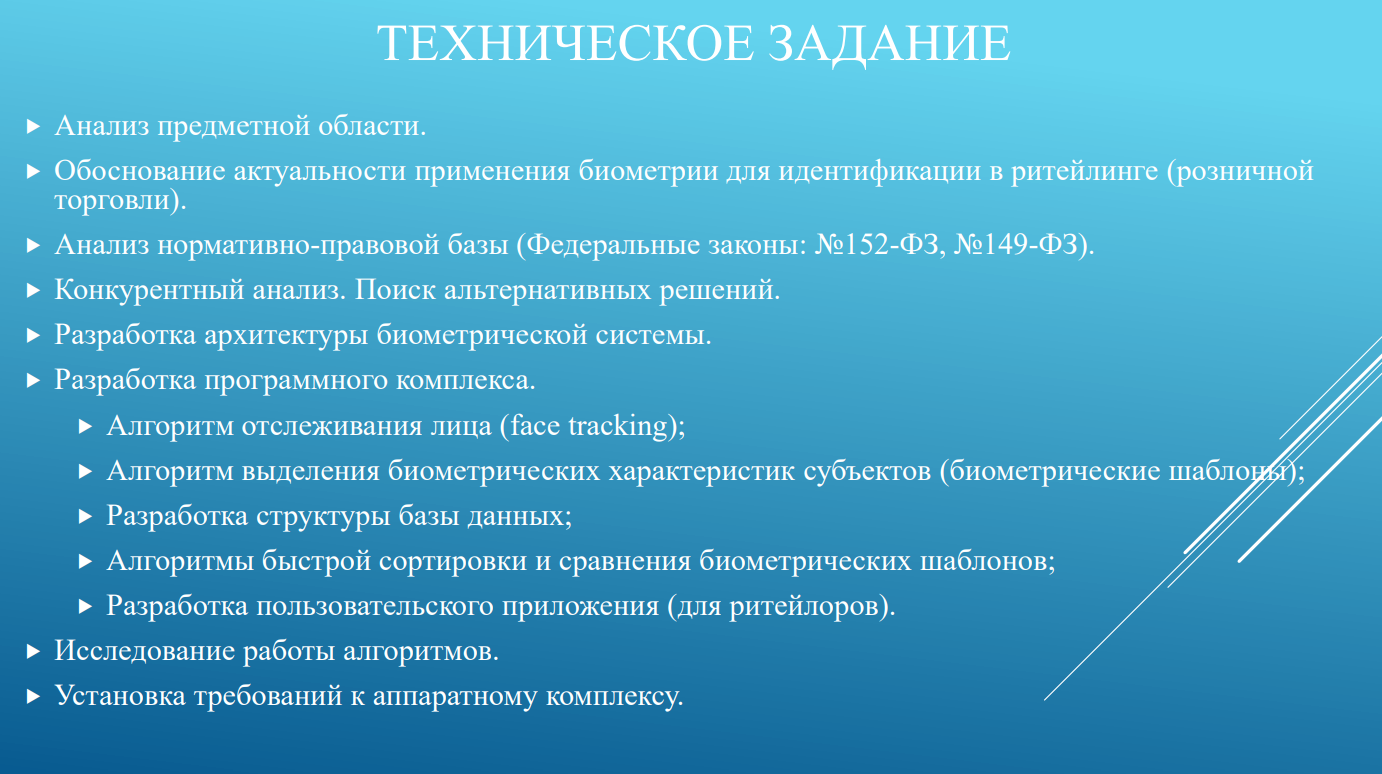 ТЕХНИЧЕСКОЕ ЗАДАНИЕ
Анализ предметной области.
Обоснование актуальности применения биометрии для идентификации в ритейлинге (розничной
торговли).
Анализ нормативно-правовой базы (Федеральные законы: №152-ФЗ, №149-ФЗ).
Конкурентный анализ. Поиск альтернативных решений.
Разработка архитектуры биометрической системы.
Разработка программного комплекса.
Алгоритм отслеживания лица (face tracking);
Алгоритм выделения биометрических характеристик субъектов (биометрические шаблоны);
Разработка структуры базы данных;
Алгоритмы быстрой сортировки и сравнения биометрических шаблонов;
Разработка пользовательского приложения (для ритейлоров).
Исследование работы алгоритмов.
Установка требований к аппаратному комплексу.